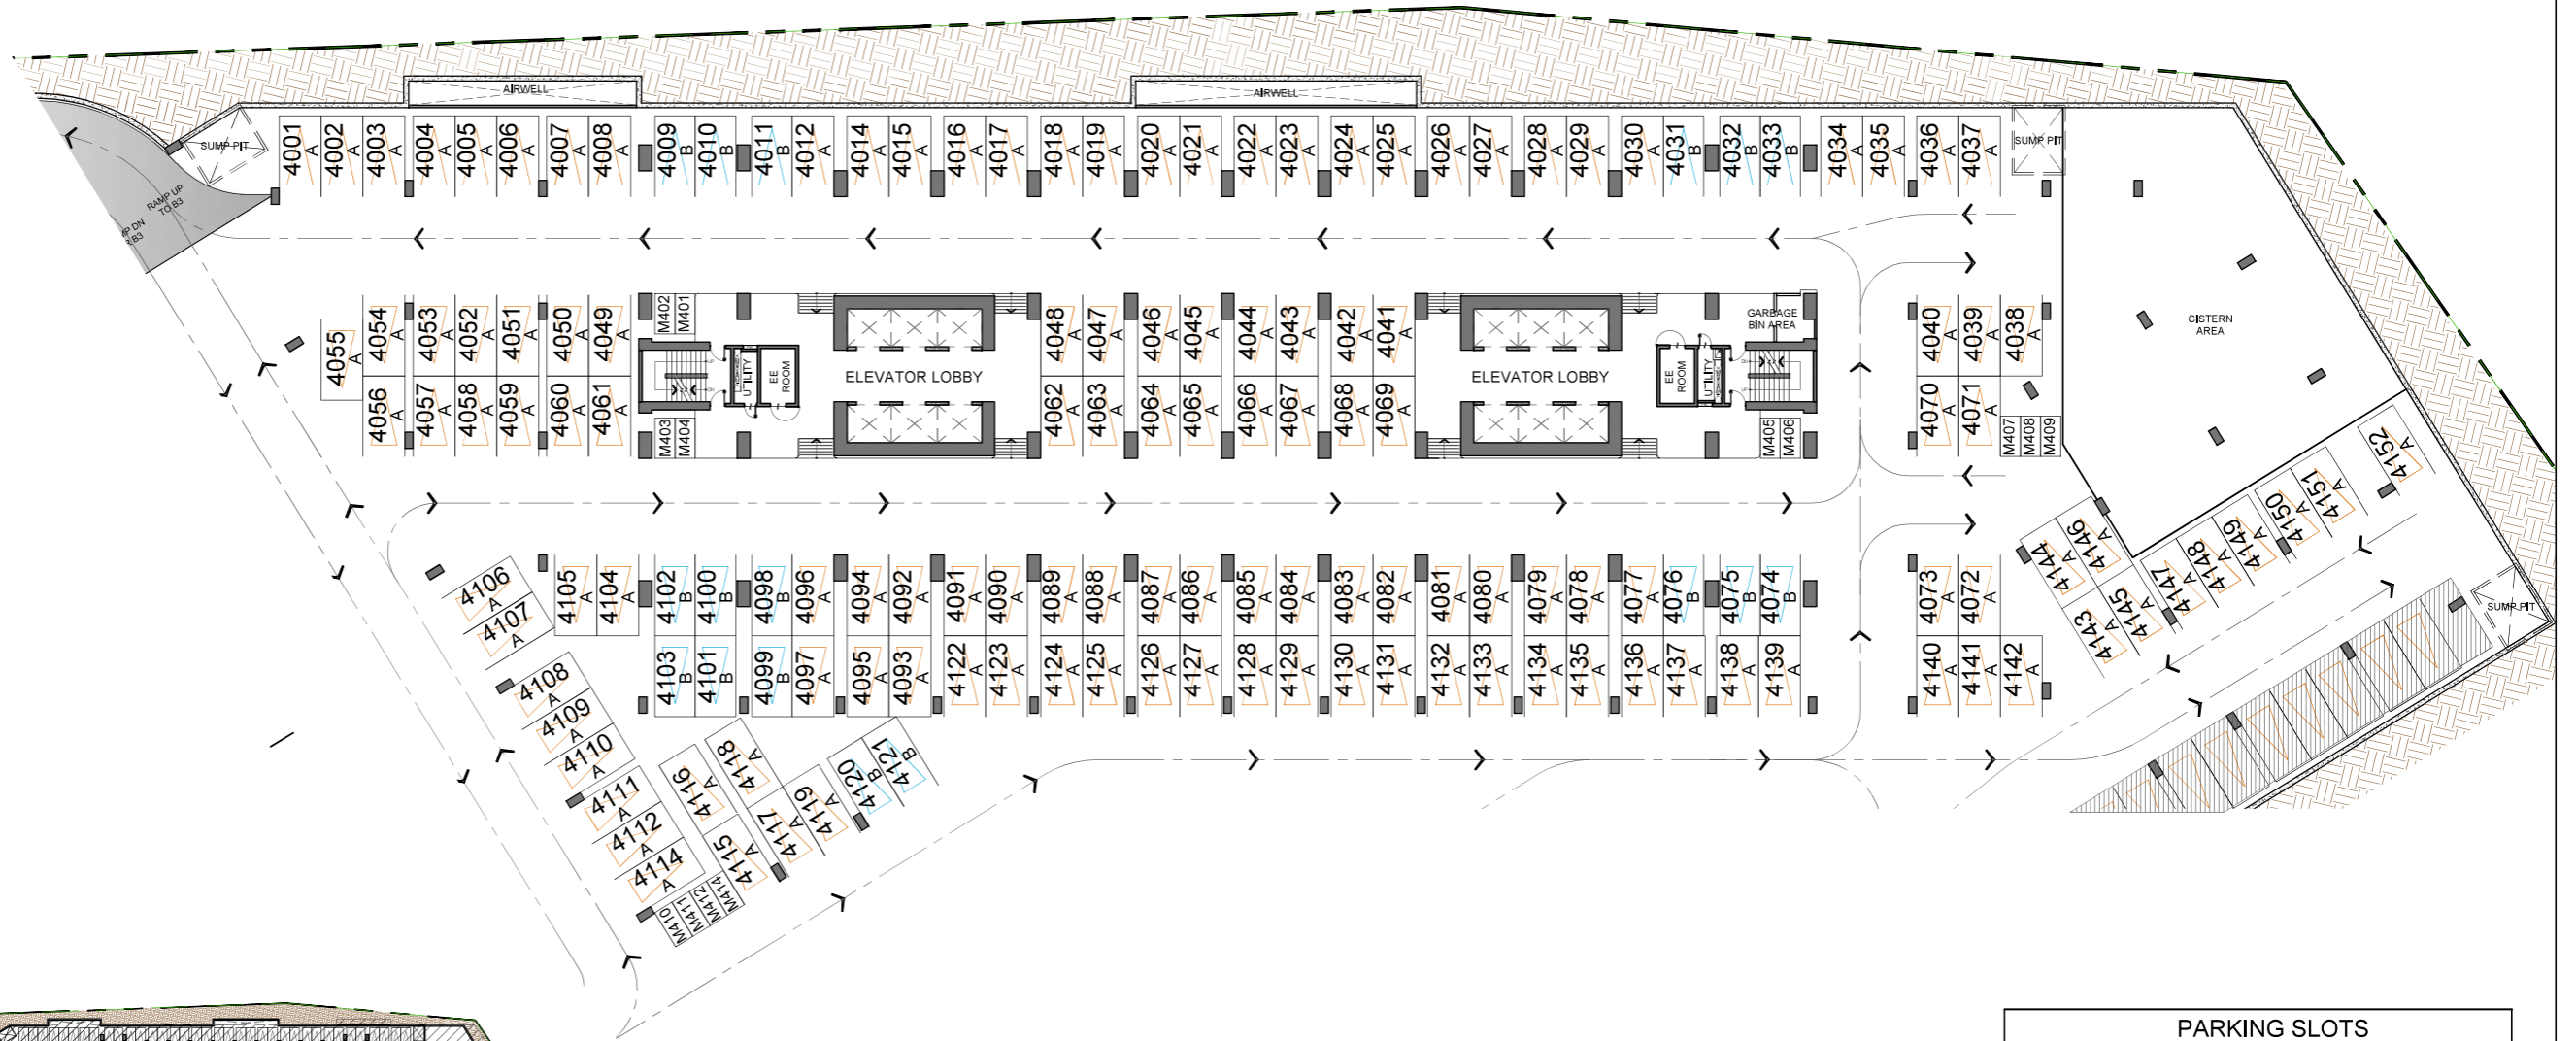 AIRWELL
AIRWELL
SUMP PIT
4001 A
4002 A
4003 A
4004 A
4005 A
4006 A
4007 A
4008 A
4009 B
4010 B
4011 B
4012 A
4014 A
4015 A
4016 A
4017 A
4018 A
4019 A
4020 A
4021 A
4022 A
4023 A
4024 A
4025 A
4026 A
4027 A
4028 A
4029 A
4030 A
4031 B
4032 B
4033 B
4034 A
4035 A
4036 A
4037 A
SUMP PIT
RAMP UP
TO B3
4055 A
4054 A
4053 A
4052 A
4051 A
4050 A
4049 A
M402
M401
4048 A
4047 A
4046 A
4045 A
4044 A
4043 A
4042 A
4041 A
GARBAGE
BIN AREA
4040 A
4039 A
4038 A
CISTERN
AREA
UTILITY
EE
ROOM
ELEVATOR LOBBY
ELEVATOR LOBBY
EE
ROOM
UTILITY
4056 A
4057 A
4058 A
4059 A
4060 A
4061 A
M403
M404
4062 A
4063 A
4064 A
4065 A
4066 A
4067 A
4068 A
4069 A
M405
M406
4070 A
4071 A
M407
M408
M409
4152 A
4151 A
4150 A
4149 A
4148 A
4147 A
4146 A
4144 A
4145 A
4143 A
SUMP PIT
4106 A
4107 A
4105 A
4104 A
4102 B
4100 B
4098 B
4096 A
4094 A
4092 A
4091 A
4090 A
4089 A
4088 A
4087 A
4086 A
4085 A
4084 A
4083 A
4082 A
4081 A
4080 A
4079 A
4078 A
4077 A
4076 B
4075 B
4074 B
4073 A
4072 A
4103 B
4101 B
4099 B
4097 A
4095 A
4093 A
4122 A
4123 A
4124 A
4125 A
4126 A
4127 A
4128 A
4129 A
4130 A
4131 A
4132 A
4133 A
4134 A
4135 A
4136 A
4137 A
4138 A
4139 A
4140 A
4141 A
4142 A
4108 A
4109 A
4110 A
4111 A
4112 A
4114 A
4116 A
4118 A
4115 A
4117 A
4119 A
4120 B
4121 B
M410
M411
M412
M414
PARKING SLOTS